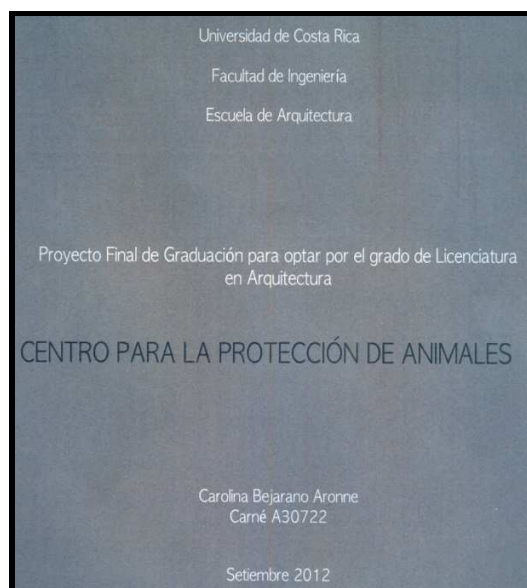 Universidad de Costa Rica
Facultad de Ingeniería
Escuela de Arquitectura
Proyecto Final de Graduación para optar por el grado de Licenciatura
en Arquitectura
CENTRO PARA LA PROTECCIÓN DE ANIMALES
Carolina Bejarano Aronne
Carné A30722
Setiembre 2012